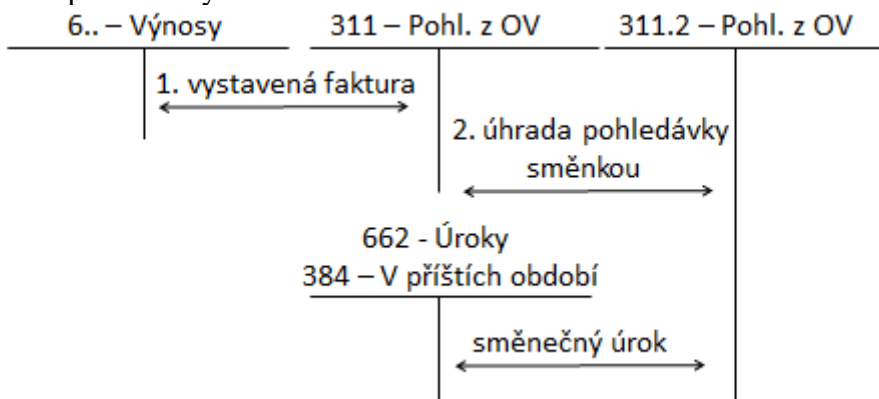 6.. – Výnosy
311 – Pohl. z OV
311.2 – Pohl. z OV
1. vystavená faktura
2. úhrada pohledávky
směnkou
662 - Úroky
384 – V příštích období
směnečný úrok